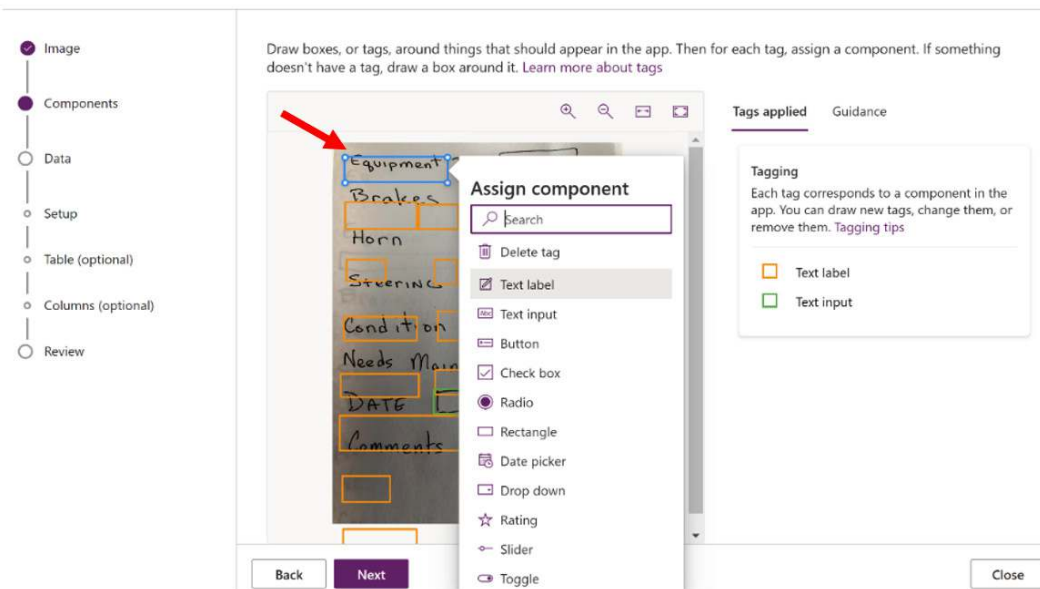 Image
Components
Data
Setup
Table (optional)
Columns (optional)
Review
Draw boxes, or tags, around things that should appear in the app. Then for each tag, assign a component. If something
doesn't have a tag, draw a box around it. Learn more about tags
Equipment
Brakes
Horn
Steering
Condition
Needs
DATE
Comments
Assign component
Search
Delete tag
Text label
Abc Text input
Button
Check box
Radio
Rectangle
Date picker
Drop down
Rating
Slider
Toggle
Tags applied Guidance
Tagging
Each tag corresponds to a component in the
app. You can draw new tags, change them, or
remove them. Tagging tips
Text label
Text input
Back Next Close